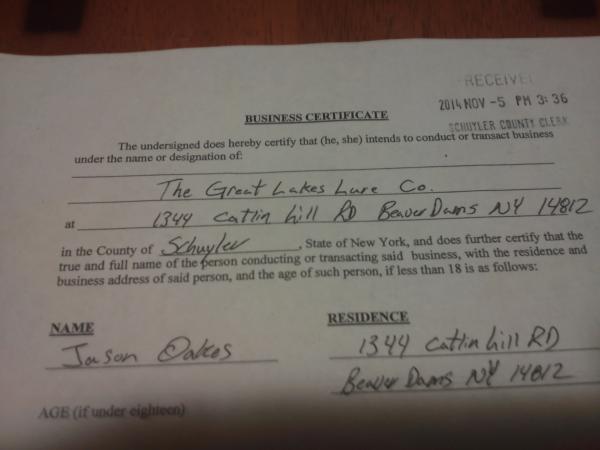 RECEIVE
2014 NOV -5 PM 3:36
SCHUYLER COUNTY CLERK
BUSINESS CERTIFICATE
The undersigned does hereby certify that (he, she) intends to conduct or transact business
under the name or designation of:
The Great Lakes Lure Co.
at 1344 Catlin hill RD Beaver Dams NY 14812
in the County of Schuyler, State of New York, and does further certify that the
true and full name of the person conducting or transacting said business, with the residence and
business address of said person, and the age of such person, if less than 18 is as follows:
NAME
Jason Oakes
RESIDENCE
1344 Catlin hill RD
Beaver Dams NY 14812
AGE (if under eighteen)